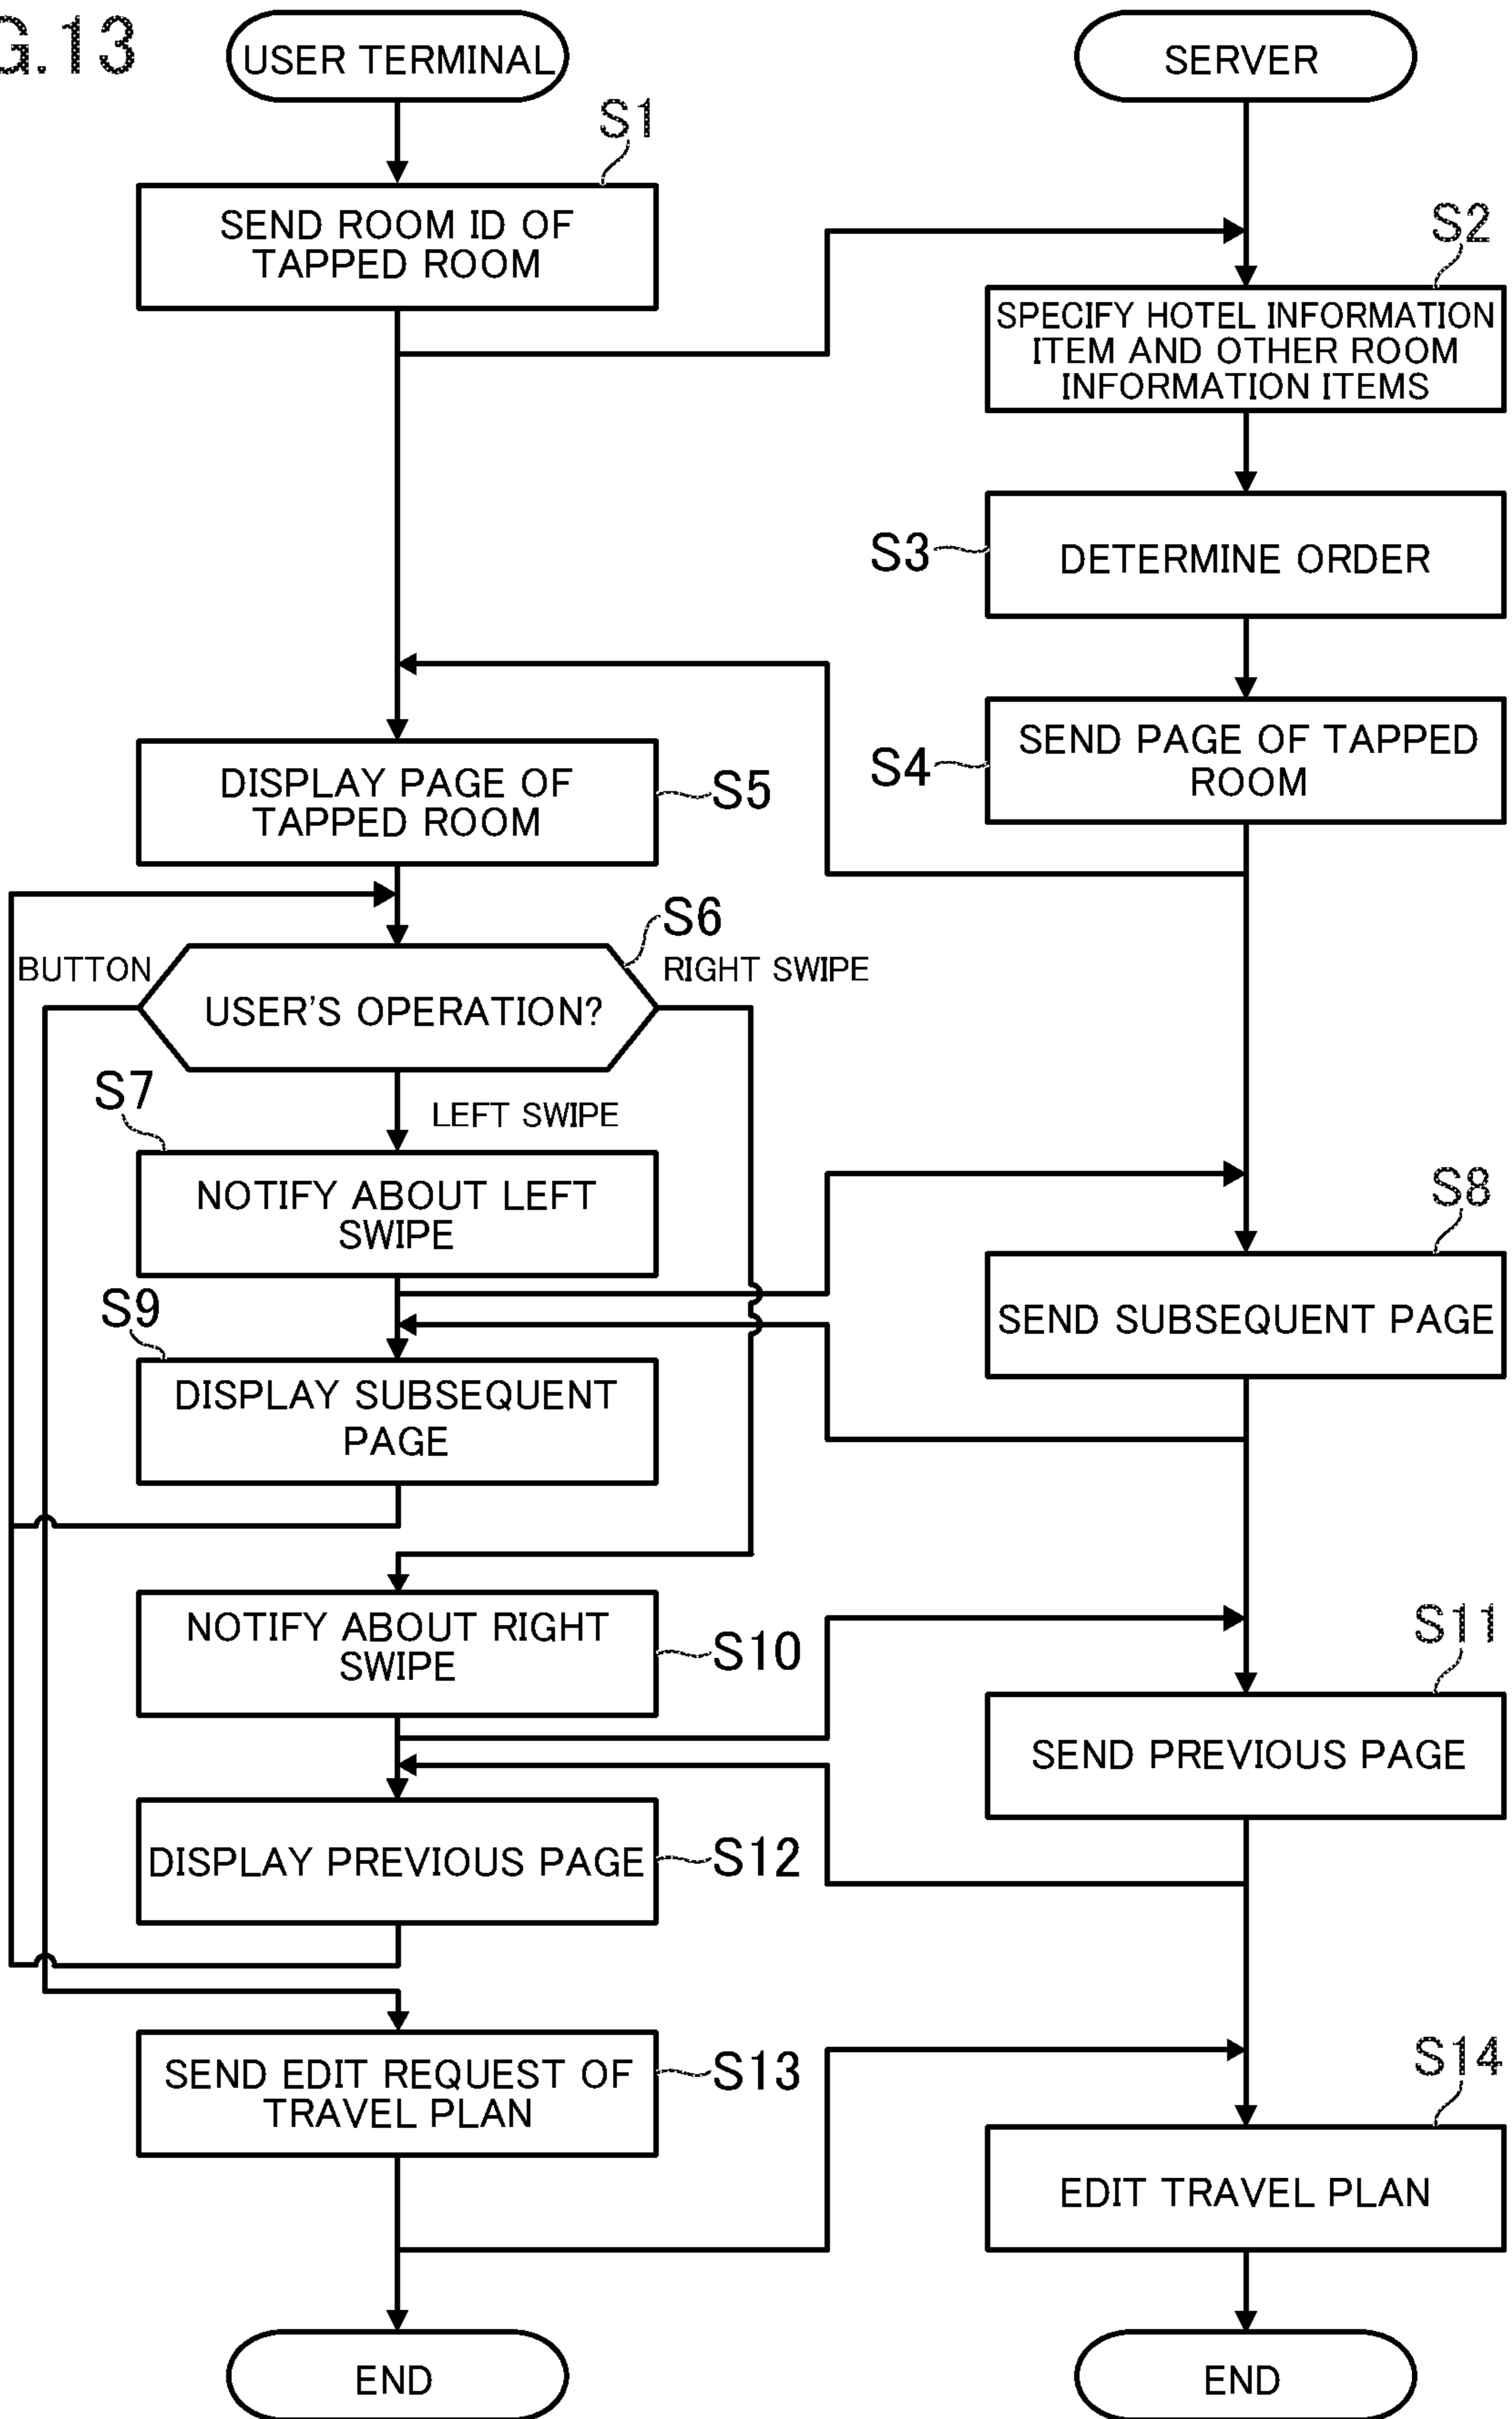 G.13
USER TERMINAL
SERVER
S1
SEND ROOM ID OF
TAPPED ROOM
S2
SPECIFY HOTEL INFORMATION
ITEM AND OTHER ROOM
INFORMATION ITEMS
S3
DETERMINE ORDER
S4
SEND PAGE OF TAPPED
ROOM
DISPLAY PAGE OF
TAPPED ROOM
S5
S6
BUTTON
RIGHT SWIPE
USER'S OPERATION?
S7
LEFT SWIPE
NOTIFY ABOUT LEFT
SWIPE
S8
SEND SUBSEQUENT PAGE
S9
DISPLAY SUBSEQUENT
PAGE
NOTIFY ABOUT RIGHT
SWIPE
S10
S11
SEND PREVIOUS PAGE
DISPLAY PREVIOUS PAGE
S12
SEND EDIT REQUEST OF
TRAVEL PLAN
S13
S14
EDIT TRAVEL PLAN
END
END